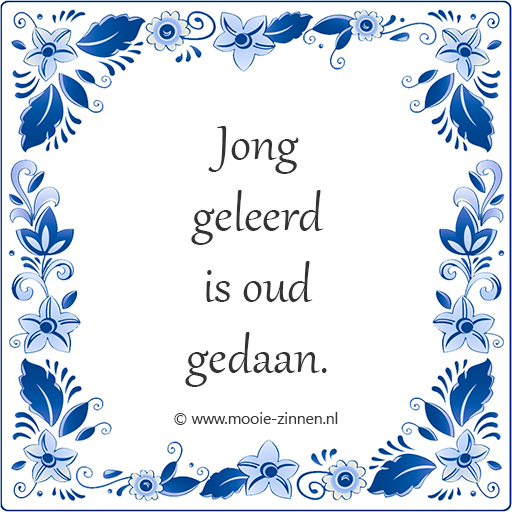 Jong
geleerd
is oud
gedaan.
© www.mooie-zinnen.nl